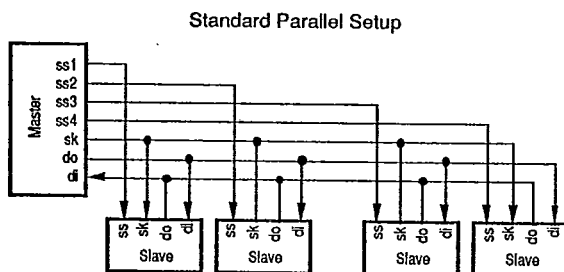 Standard Parallel Setup
Master
ss1
ss2
ss3
ss4
sk
do
di
ss sk do di
Slave
ss sk do di
Slave
ss sk do di
Slave
ss sk do di
Slave